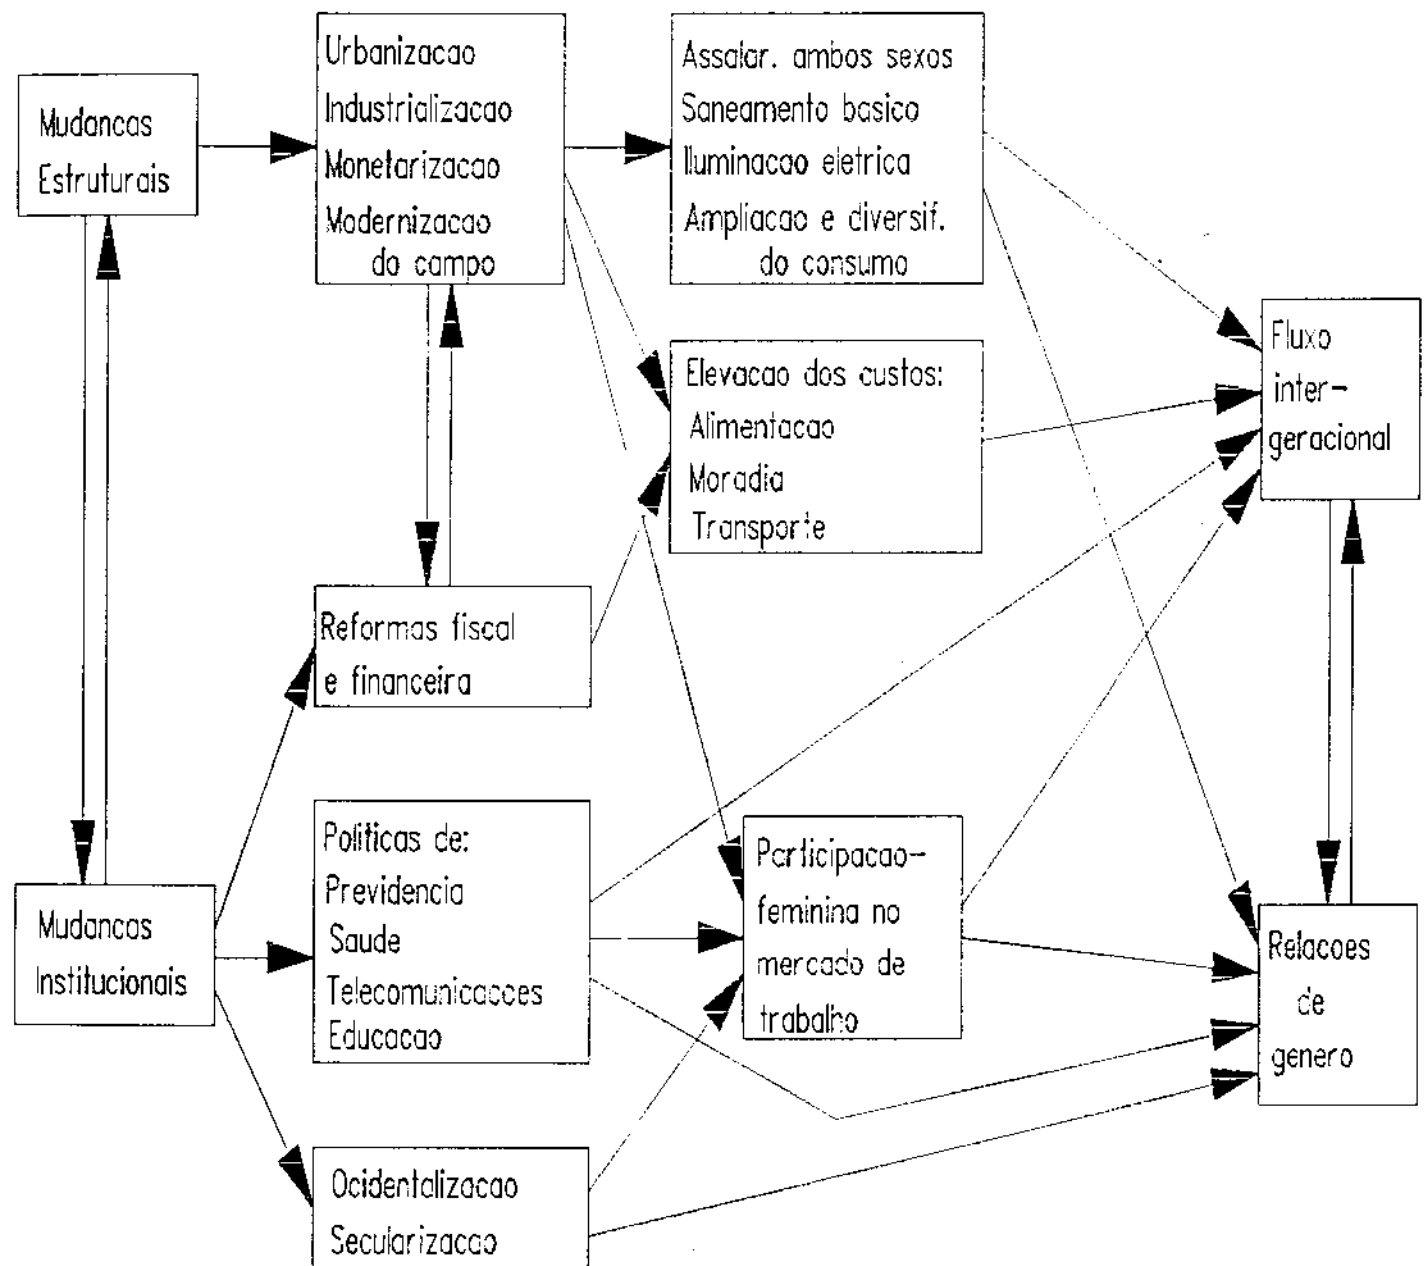 Mudancas
Estruturais
Urbanizacao
Industrializacao
Monetarizacao
Modernizacao
do campo
Assalar. ambos sexos
Saneamento basico
Iluminacao eletrica
Ampliacao e diversif.
do consumo
Elevacao dos custos:
Alimentacao
Moradia
Transporte
Fluxo
inter-
geracional
Reformas fiscal
e financeira
Politicas de:
Previdencia
Saude
Telecomunicacoes
Educacao
Participacao-
feminina no
mercado de
trabalho
Mudancas
Institucionais
Relacoes
de
genero
Ocidentalizacao
Secularizacao